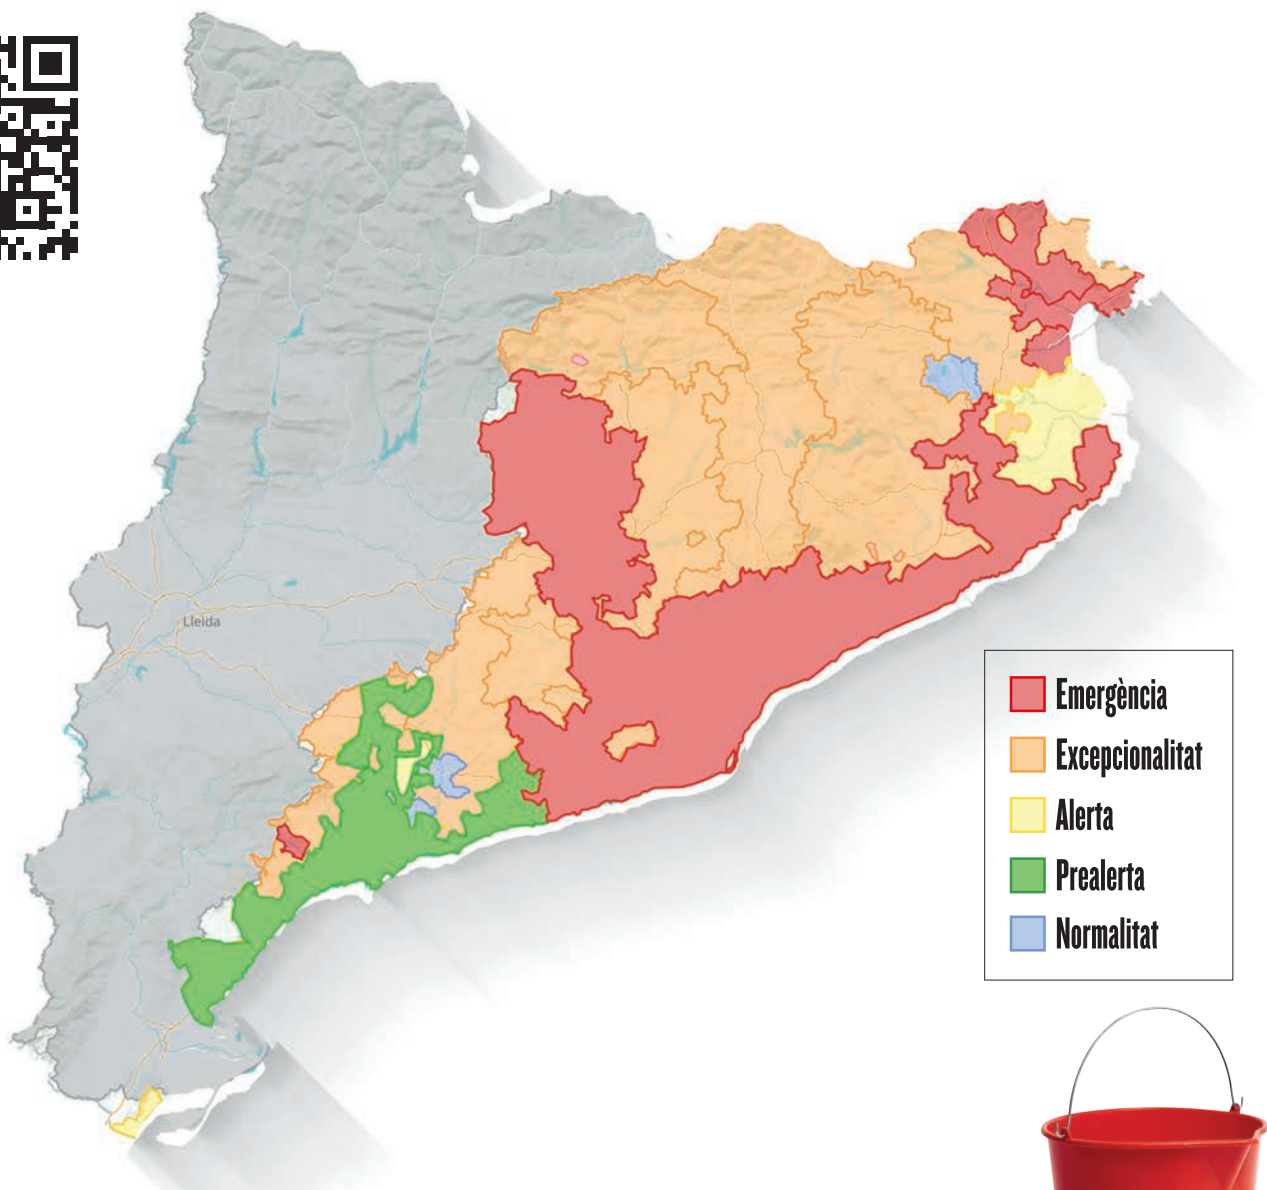 Lleida
Emergència
Excepcionalitat
Alerta
Prealerta
Normalitat